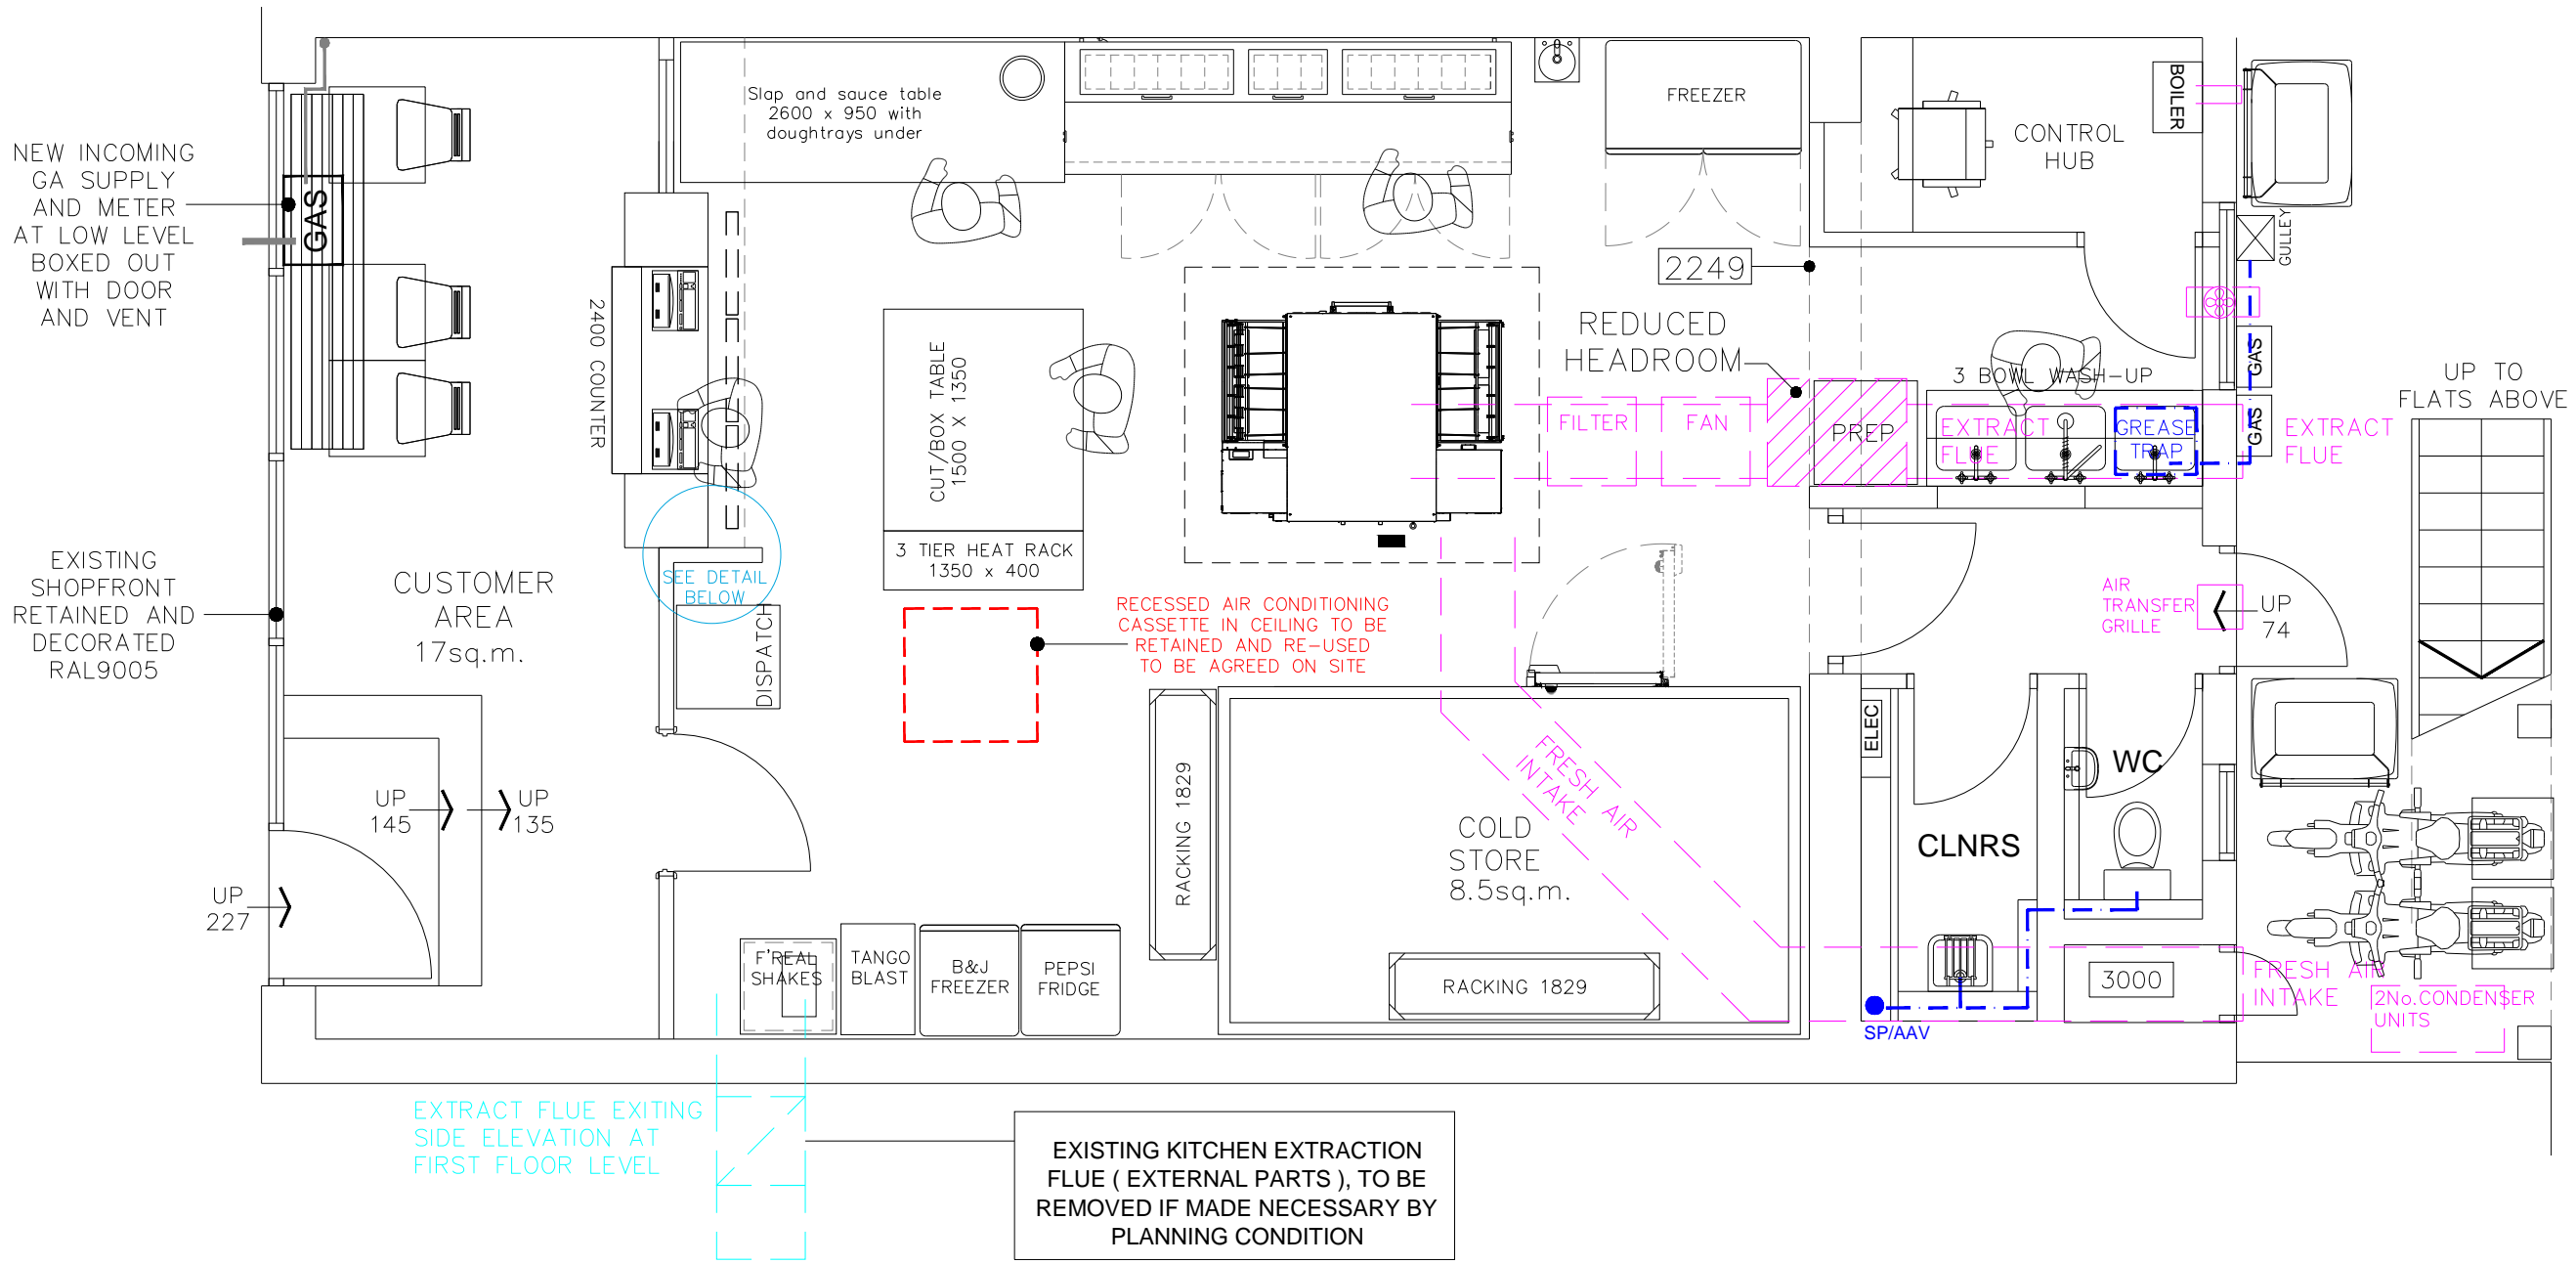 NEW INCOMING
GA SUPPLY
AND METER
AT LOW LEVEL
BOXED OUT
WITH DOOR
AND VENT
GAS
EXISTING
SHOPFRONT
RETAINED AND
DECORATED
RAL9005
CUSTOMER
AREA
17sq.m.
UP
145
UP
135
UP
227
2400 COUNTER
Slap and sauce table
2600 x 950 with
doughtrays under
SEE DETAIL
BELOW
DISPATCH
CUT/BOX TABLE
1500 X 1350
3 TIER HEAT RACK
1350 x 400
RECESSED AIR CONDITIONING
CASSETTE IN CEILING TO BE
RETAINED AND RE-USED
TO BE AGREED ON SITE
F'REAL
SHAKES
TANGO
BLAST
B&J
FREEZER
PEPSI
FRIDGE
RACKING 1829
COLD
STORE
8.5sq.m.
RACKING 1829
FRESH AIR
INTAKE
FREEZER
2249
REDUCED
HEADROOM
FILTER
FAN
PREP
CONTROL
HUB
BOILER
GULLEY
3 BOWL WASH-UP
EXTRACT
FLUE
GREASE
TRAP
GAS
GAS
EXTRACT
FLUE
UP TO
FLATS ABOVE
AIR
TRANSFER
GRILLE
UP
74
ELEC
CLNRS
WC
SP/AAV
3000
FRESH AIR
INTAKE
2No.CONDENSER
UNITS
EXTRACT FLUE EXITING
SIDE ELEVATION AT
FIRST FLOOR LEVEL
EXISTING KITCHEN EXTRACTION
FLUE ( EXTERNAL PARTS ), TO BE
REMOVED IF MADE NECESSARY BY
PLANNING CONDITION